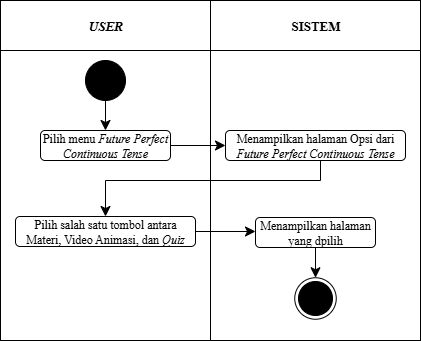 USER
SISTEM
Pilih menu Future Perfect
Continuous Tense
Menampilkan halaman Opsi dari
Future Perfect Continuous Tense
Pilih salah satu tombol antara
Materi, Video Animasi, dan Quiz
Menampilkan halaman
yang dpilih